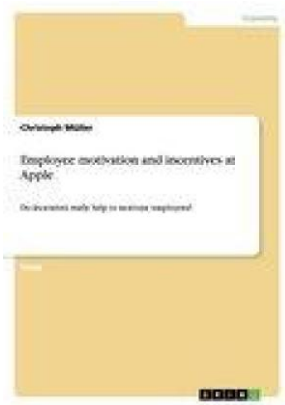 Christoph Müller
Employee motivation and incentives at
Apple
Do incentives really help to motivate employees?
GRIN